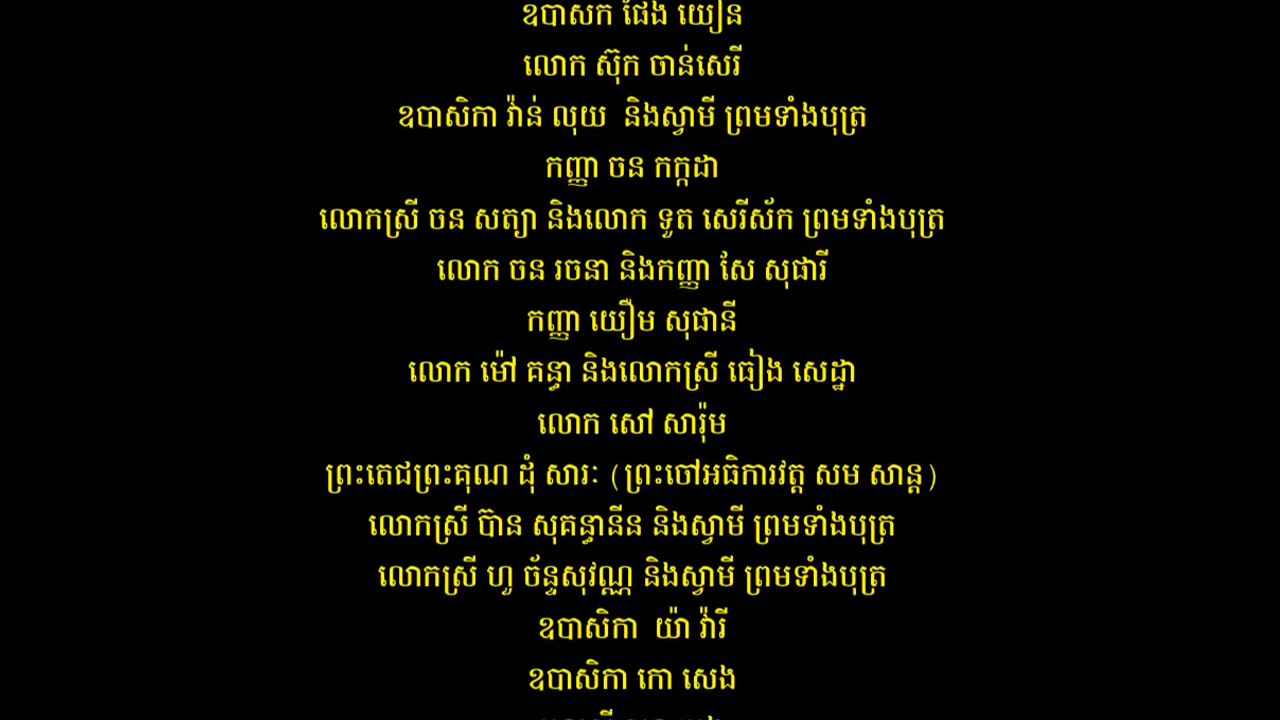 ឧបាសក ផែង យឿន
លោក ស៊ុក ចាន់សេរី
ឧបាសិកា វ៉ាន់ លុយ និងស្វាមី ព្រមទាំងបុត្រ
កញ្ញា ចន កក្កដា
លោកស្រី ចន សត្យា និងលោក ទួត សេរីស័ក ព្រមទាំងបុត្រ
លោក ចន រចនា និងកញ្ញា សែ សុផារី
កញ្ញា យឿម សុផានី
លោក ម៉ៅ គន្ធា និងលោកស្រី ធៀង សេដ្ឋា
លោក សៅ សារ៉ុម
ព្រះតេជព្រះគុណ ដុំ សារៈ (ព្រះចៅអធិការវត្ត សម សាន្ត)
លោកស្រី ប៊ាន សុគន្ធានីន និងស្វាមី ព្រមទាំងបុត្រ
លោកស្រី ហួ ច័ន្ទសុវណ្ណ និងស្វាមី ព្រមទាំងបុត្រ
ឧបាសិកា យ៉ា វ៉ារី
ឧបាសិកា កោ សេង